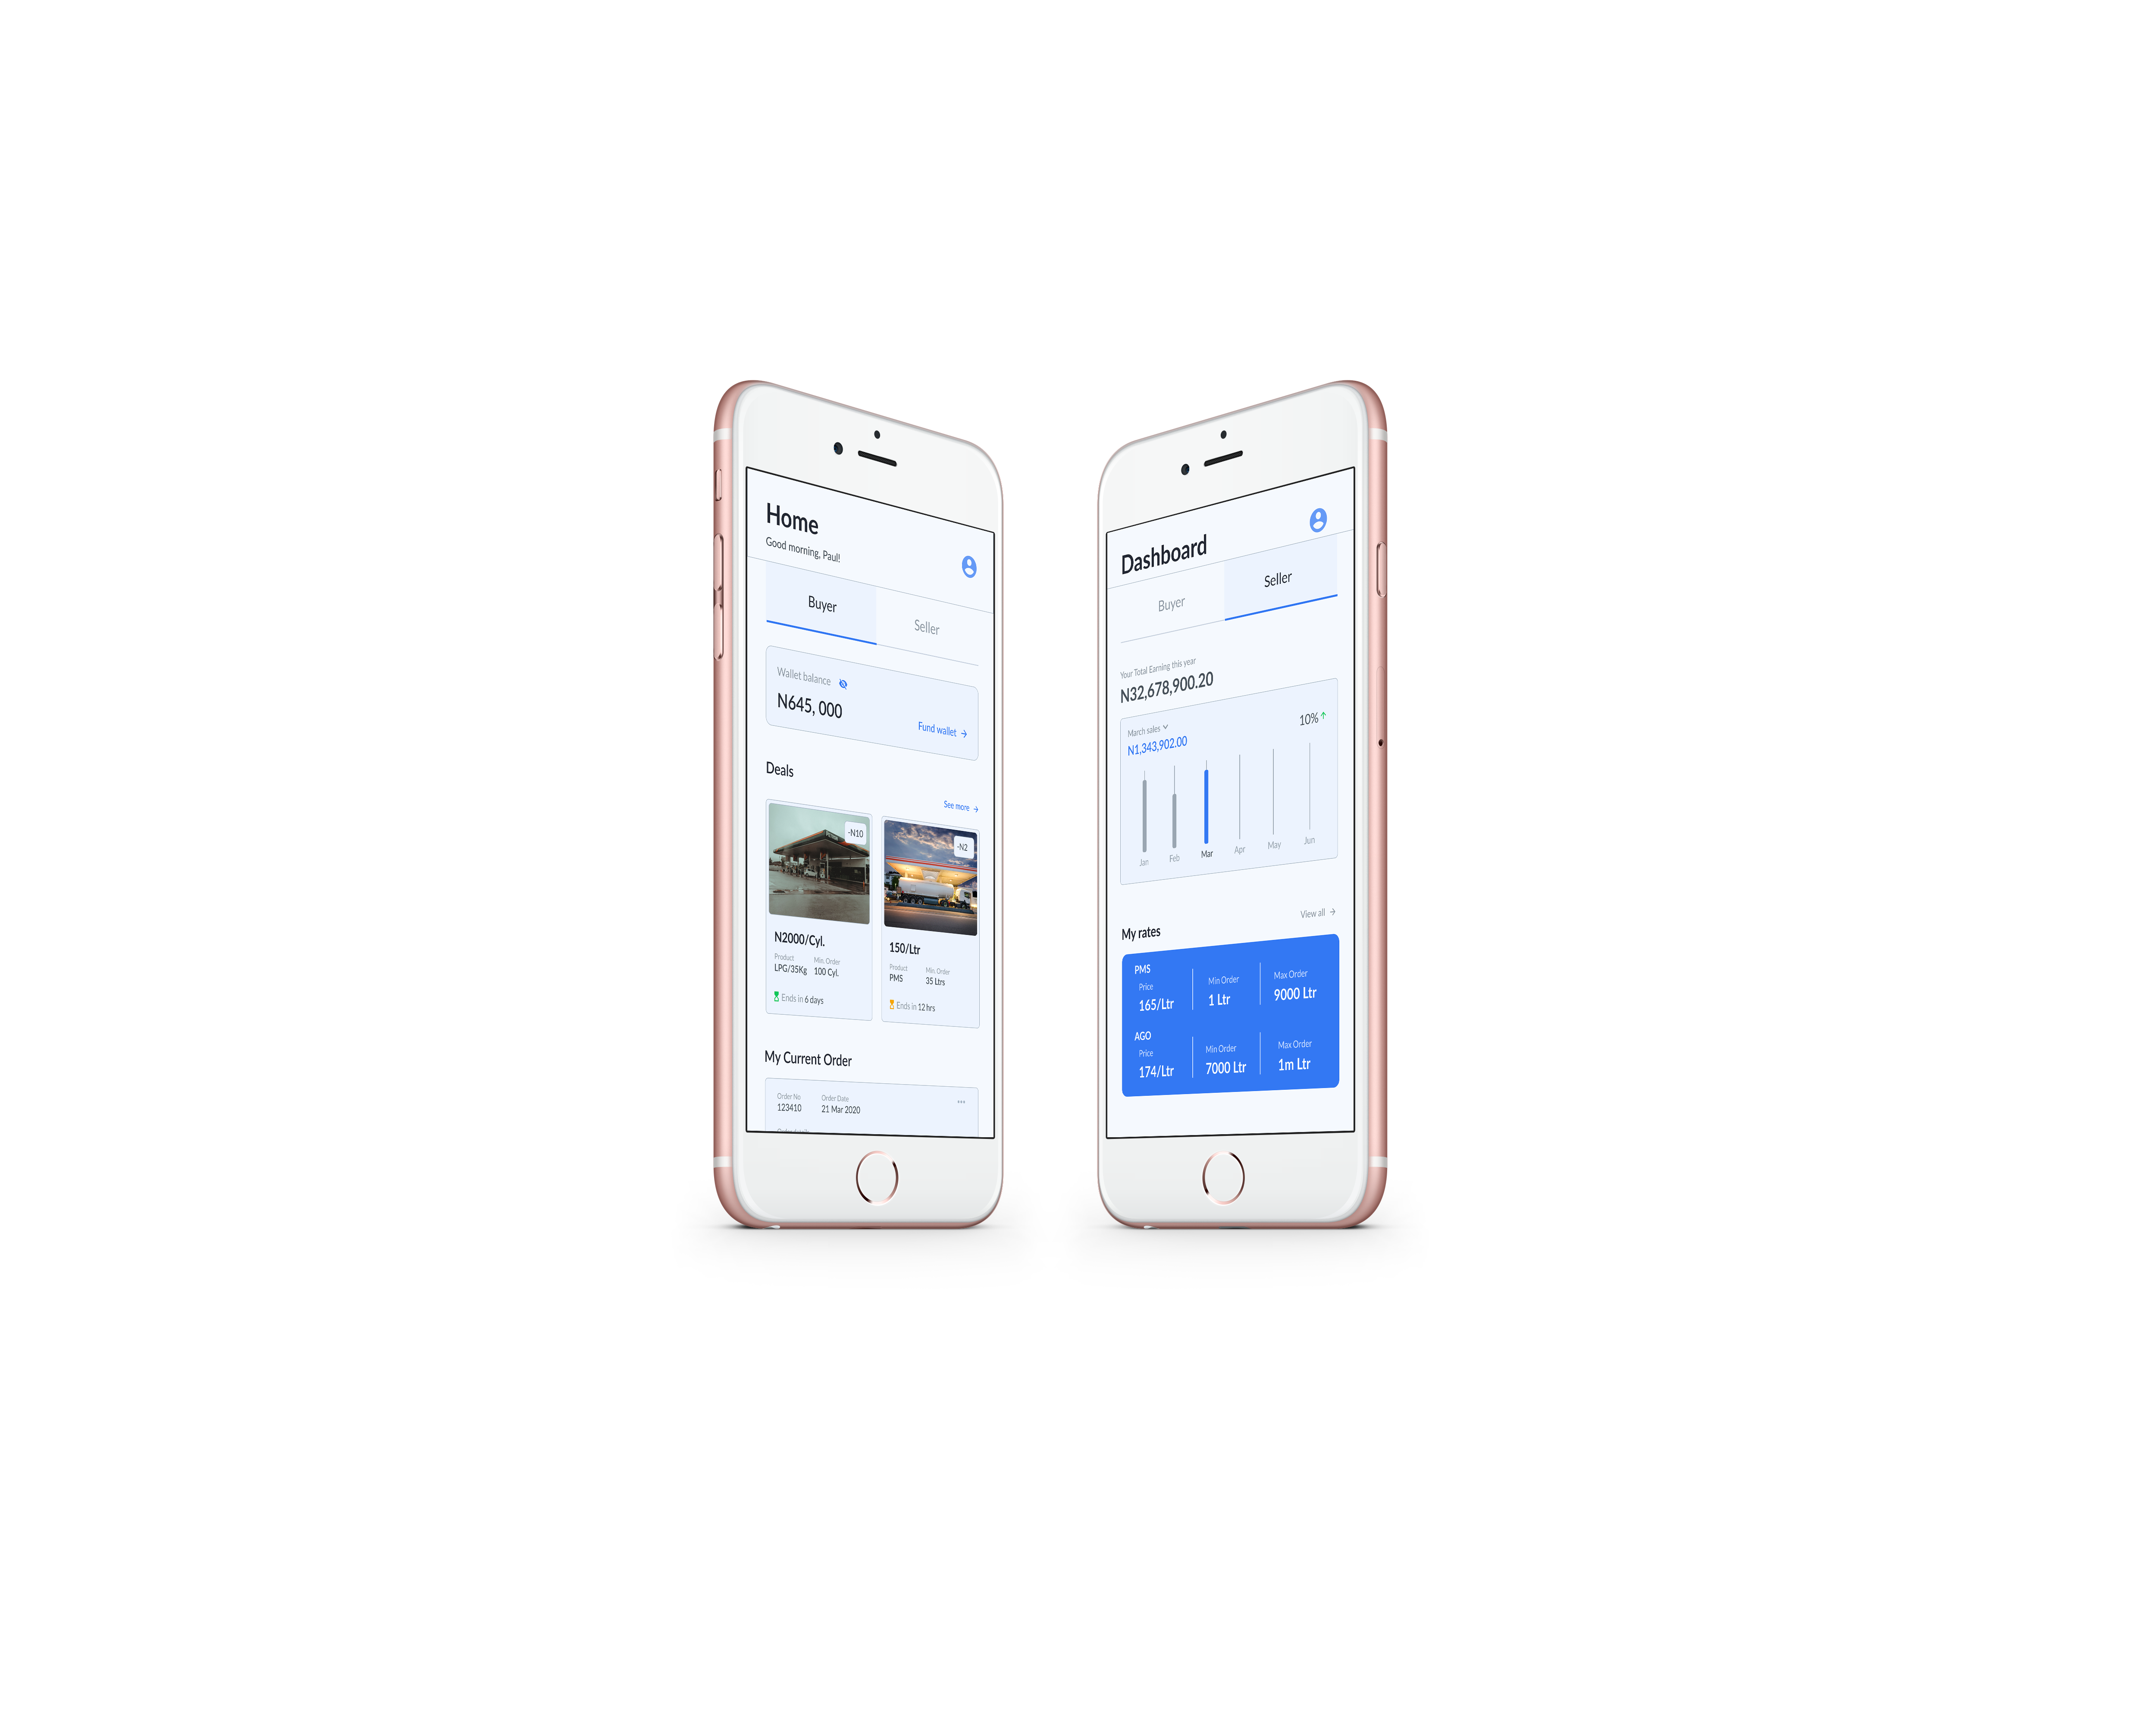 Home
Good morning, Paul!
Buyer
Seller
Wallet balance
N645, 000
Fund wallet
Deals
See more
-N10
N2000/Cyl.
Product
Min. Order
LPG/35Kg
100 Cyl.
Ends in 6 days
-N2
150/Ltr
Product
Min. Order
PMS
35 Ltrs
Ends in 12 hrs
My Current Order
Order No
Order Date
123410
21 Mar 2020
Dashboard
Buyer
Seller
Your Total Earning this year
N32,678,900.20
March sales
10%
N1,343,902.00
Jan
Feb
Mar
Apr
May
Jun
View all
My rates
PMS
Price
Min Order
Max Order
165/Ltr
1 Ltr
9000 Ltr
AGO
Price
Min Order
Max Order
174/Ltr
7000 Ltr
1m Ltr